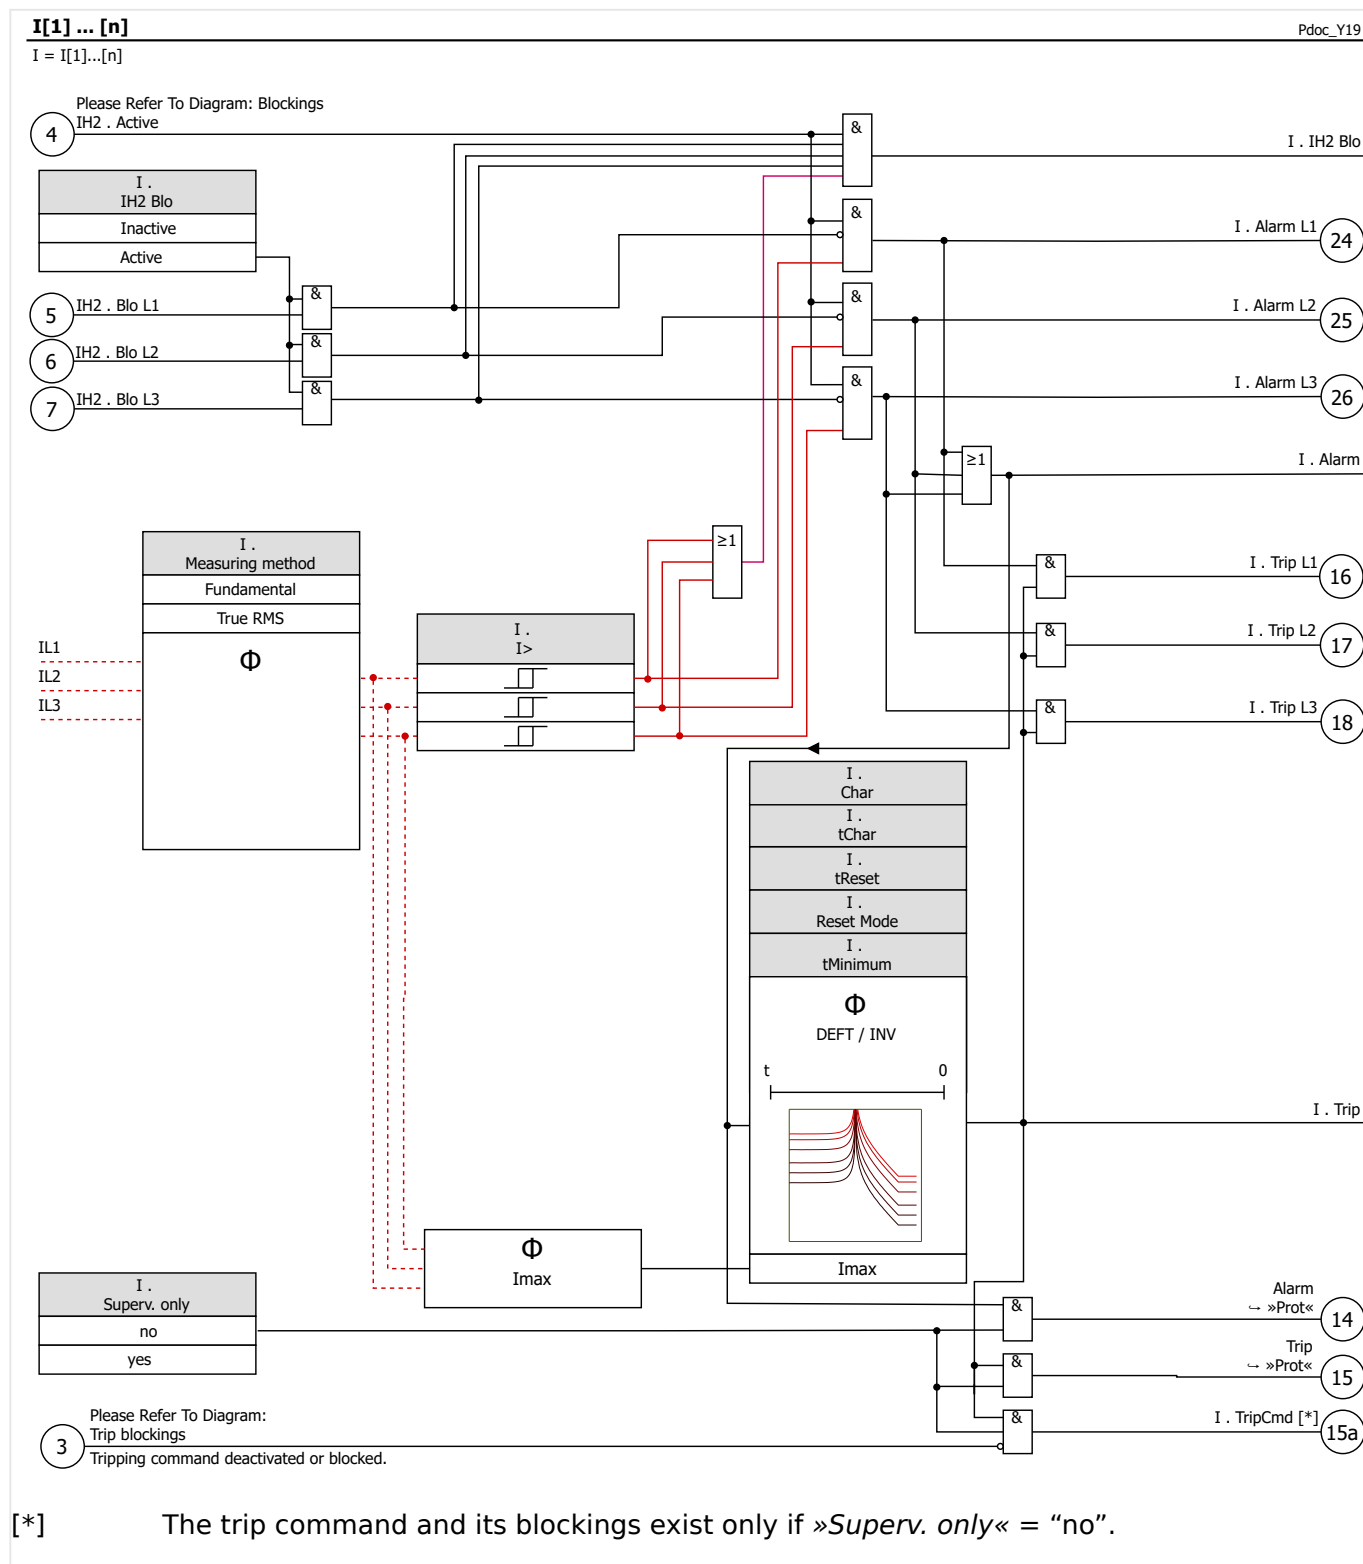 I[1] ... [n]
Pdoc_Y19
I = I[1]...[n]
Please Refer To Diagram: Blockings
4
IH2 . Active
&
I . IH2 Blo
I .
IH2 Blo
Inactive
Active
&
I . Alarm L1
24
5
IH2 . Blo L1
&
&
I . Alarm L2
25
6
IH2 . Blo L2
&
7
IH2 . Blo L3
&
&
I . Alarm L3
26
≥1
I . Alarm
I .
Measuring method
Fundamental
True RMS
Φ
IL1
IL2
IL3
≥1
&
I . Trip L1
16
I .
I>
&
I . Trip L2
17
&
I . Trip L3
18
I .
Char
I .
tChar
I .
tReset
I .
Reset Mode
I .
tMinimum
Φ
DEFT / INV
t
0
I . Trip
Φ
Imax
Imax
I .
Superv. only
no
yes
&
Alarm
↪ »Prot«
14
&
Trip
↪ »Prot«
15
Please Refer To Diagram:
Trip blockings
3
Tripping command deactivated or blocked.
&
I . TripCmd [*]
15a
[*] The trip command and its blockings exist only if »Superv. only« = “no”.